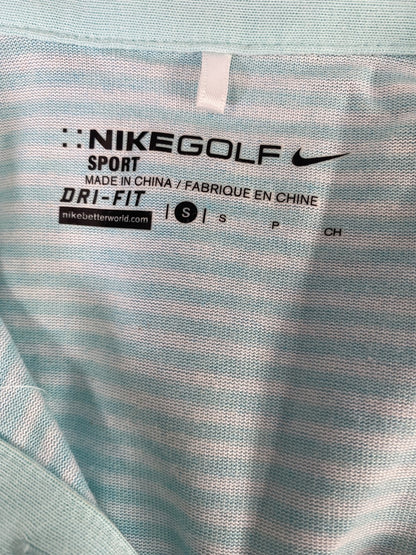 NIKEGOLF
SPORT
MADE IN CHINA / FABRIQUE EN CHINE
DRI-FIT
nikebetterworld.com | S | S P CH